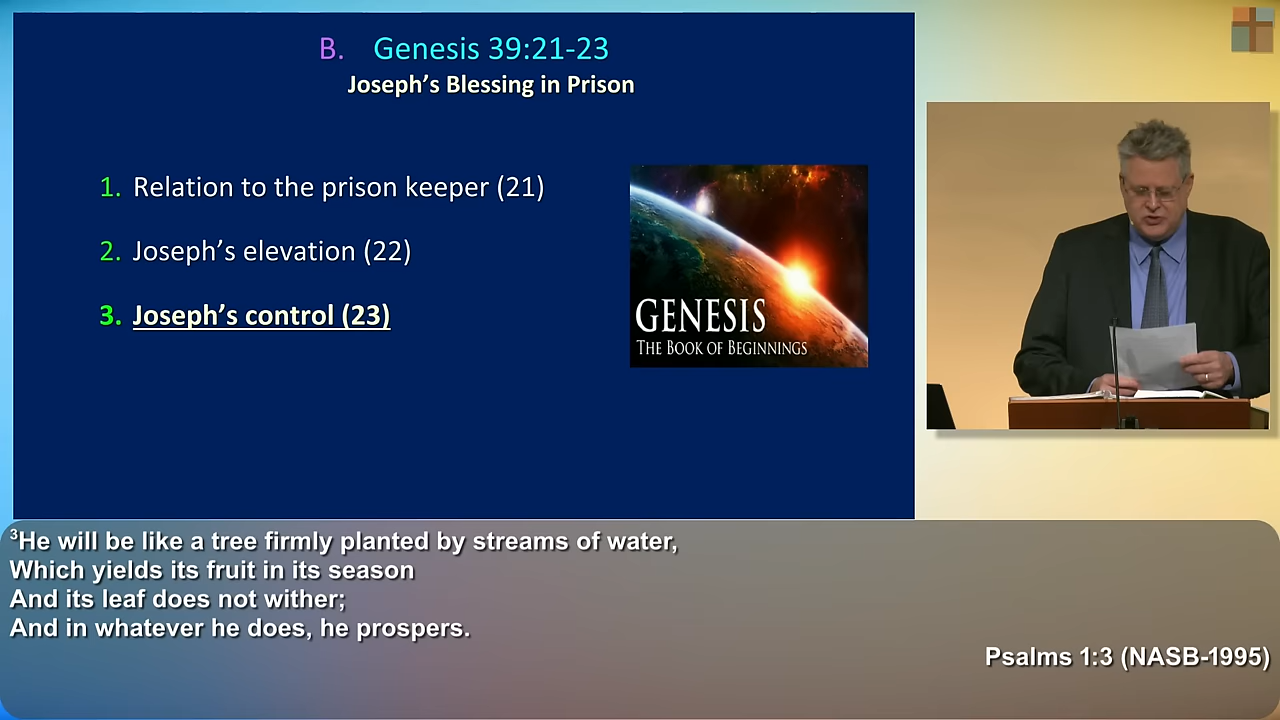 B. Genesis 39:21-23
Joseph’s Blessing in Prison
1. Relation to the prison keeper (21)
2. Joseph’s elevation (22)
3. Joseph’s control (23)
GENESIS
THE BOOK OF BEGINNINGS
³He will be like a tree firmly planted by streams of water,
Which yields its fruit in its season
And its leaf does not wither;
And in whatever he does, he prospers.
Psalms 1:3 (NASB-1995)